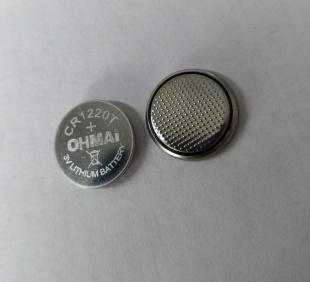 CR1220T
+
OHMAi
3V LITHIUM BATTERY